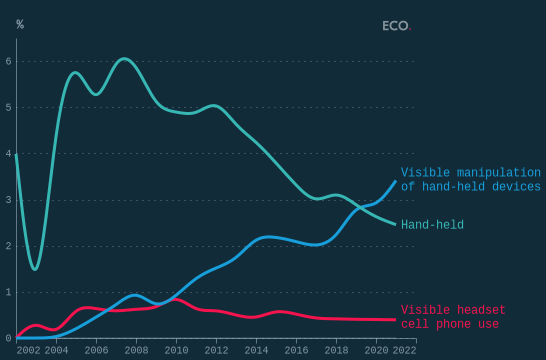 %
ECO.
6
5
4
3
2
1
0
Visible manipulation
of hand-held devices
Hand-held
Visible headset
cell phone use
2002 2004 2006 2008 2010 2012 2014 2016 2018 2020 2022